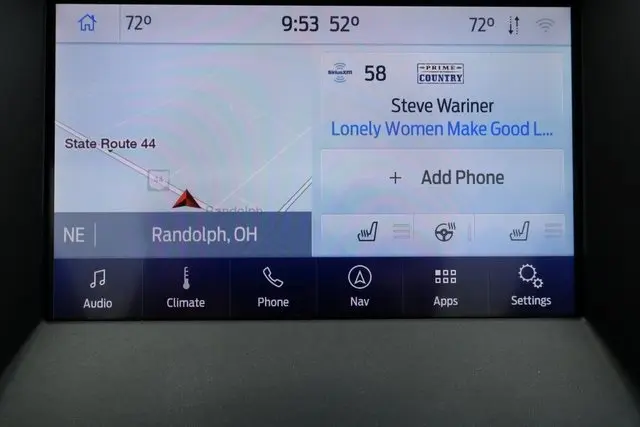 72° 9:53 52° 72°
State Route 44
44
Randolph
NE Randolph, OH
SiriusXM 58 PRIME COUNTRY
Steve Wariner
Lonely Women Make Good L...
+ Add Phone
Audio Climate Phone Nav Apps Settings